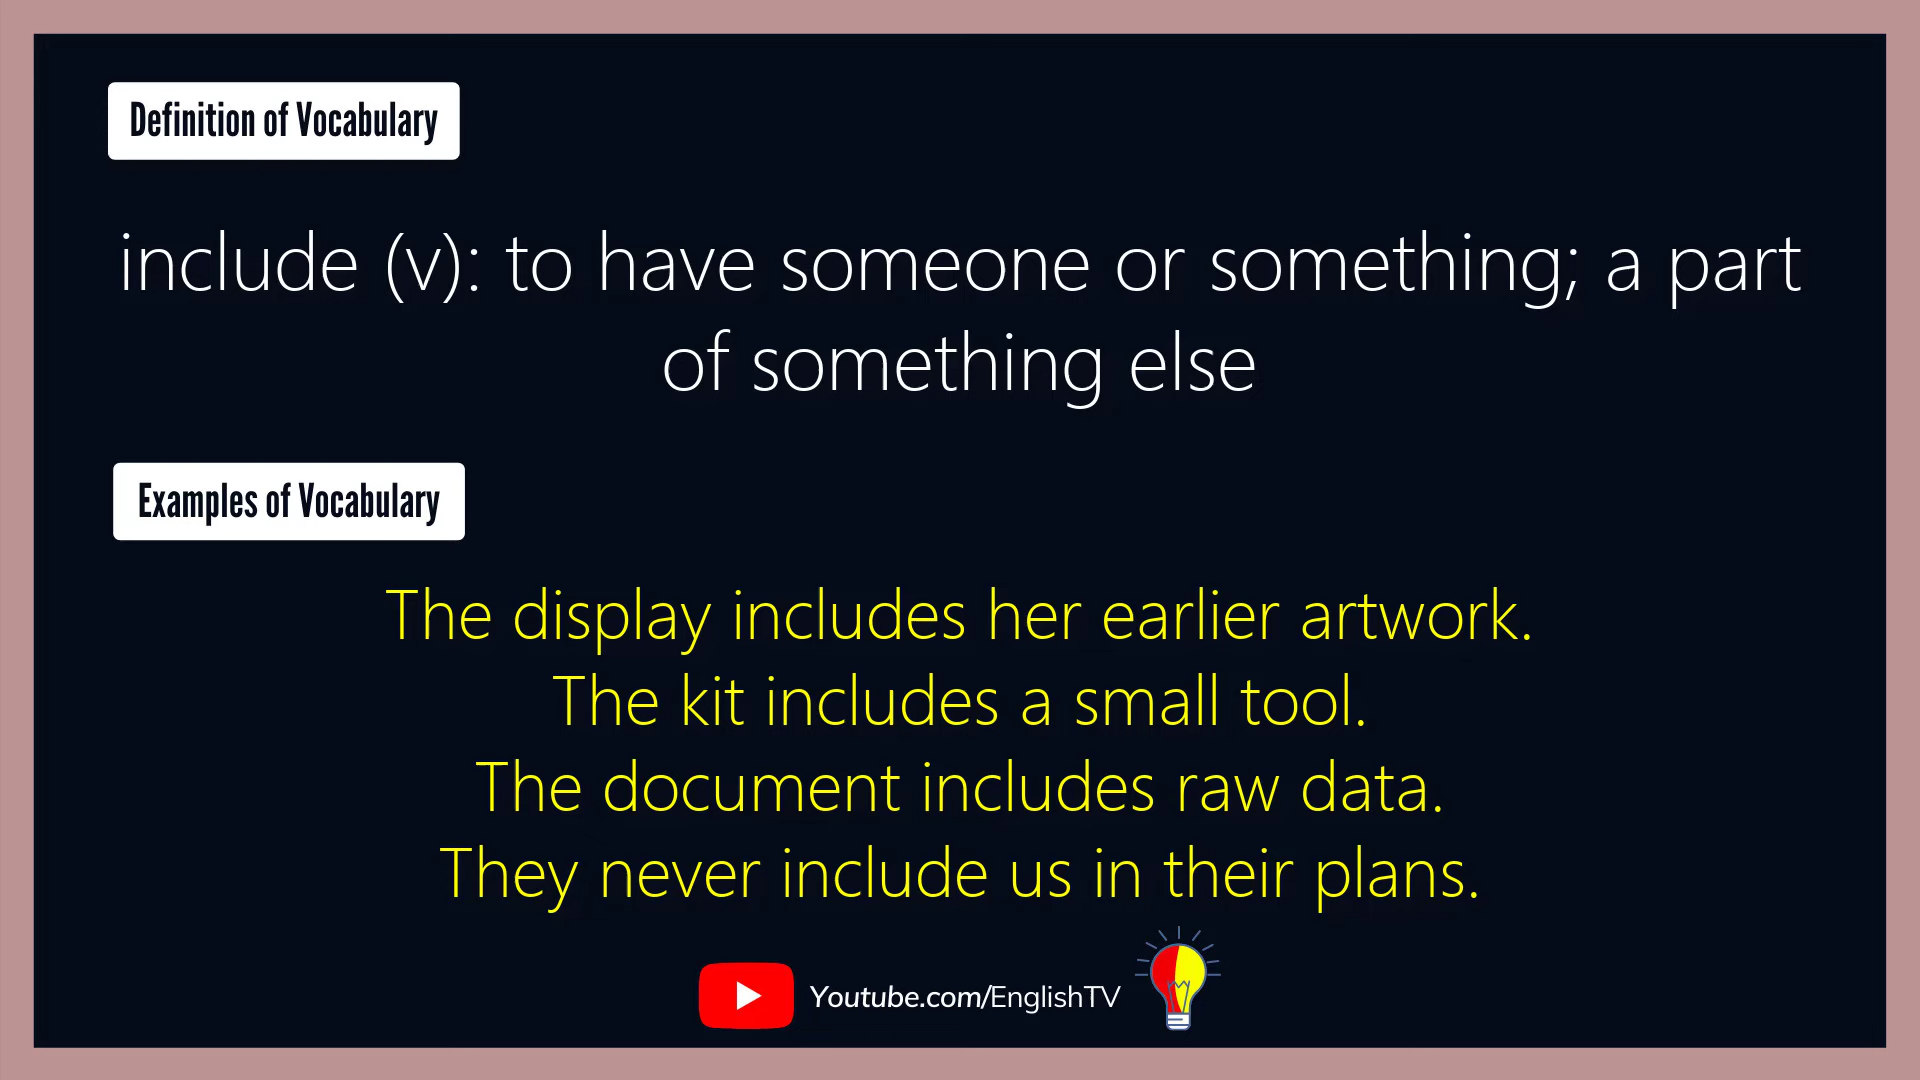 Definition of Vocabulary
include (v): to have someone or something; a part
of something else
Examples of Vocabulary
The display includes her earlier artwork.
The kit includes a small tool.
The document includes raw data.
They never include us in their plans.
Youtube.com/EnglishTV